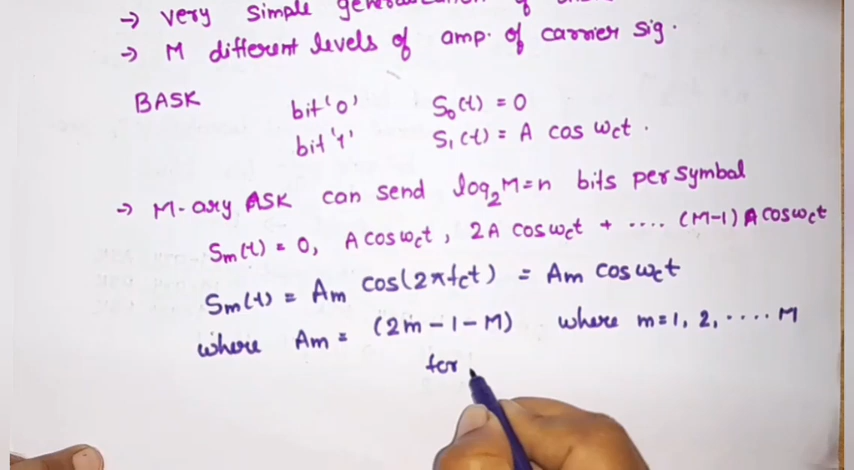 → very simple
→ M different levels of amp. of carrier sig.
BASK bit '0' S₀(t) = 0
bit '1' S₁(t) = A cos ωct.
→ M-ary ASK can send log₂M=n bits per symbol
Sm(t) = 0, A cos ωct, 2A cos ωct + .... (M-1) A cos ωct
Sm(t) = Am cos(2πfct) = Am cos ωct
where Am = (2m-1-M) where m=1, 2, .... M
for